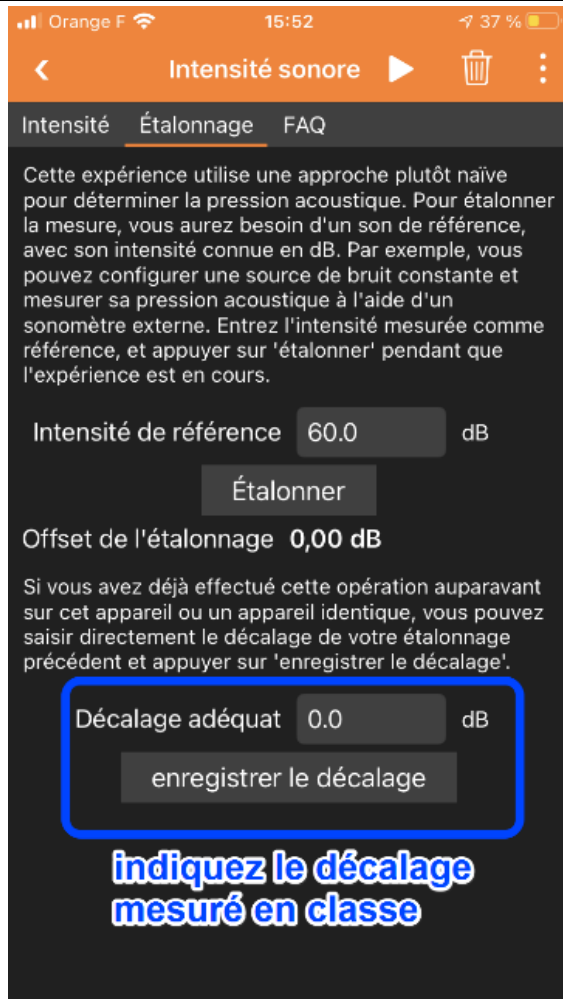 Orange F 15:52 37 %
Intensité sonore
Intensité Étalonnage FAQ
Cette expérience utilise une approche plutôt naïve
pour déterminer la pression acoustique. Pour étalonner
la mesure, vous aurez besoin d'un son de référence,
avec son intensité connue en dB. Par exemple, vous
pouvez configurer une source de bruit constante et
mesurer sa pression acoustique à l'aide d'un
sonomètre externe. Entrez l'intensité mesurée comme
référence, et appuyer sur 'étalonner' pendant que
l'expérience est en cours.
Intensité de référence 60.0 dB
Étalonner
Offset de l'étalonnage 0,00 dB
Si vous avez déjà effectué cette opération auparavant
sur cet appareil ou un appareil identique, vous pouvez
saisir directement le décalage de votre étalonnage
précédent et appuyer sur 'enregistrer le décalage'.
Décalage adéquat 0.0 dB
enregistrer le décalage
indiquez le décalage
mesuré en classe